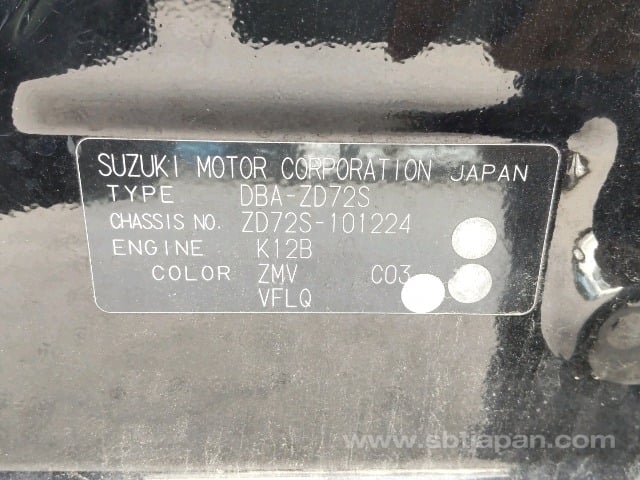 SUZUKI MOTOR CORPORATION JAPAN
TYPE DBA-ZD72S
CHASSIS NO. ZD72S-101224
ENGINE K12B
COLOR ZMV C03
VFLQ
www.sbtjapan.com